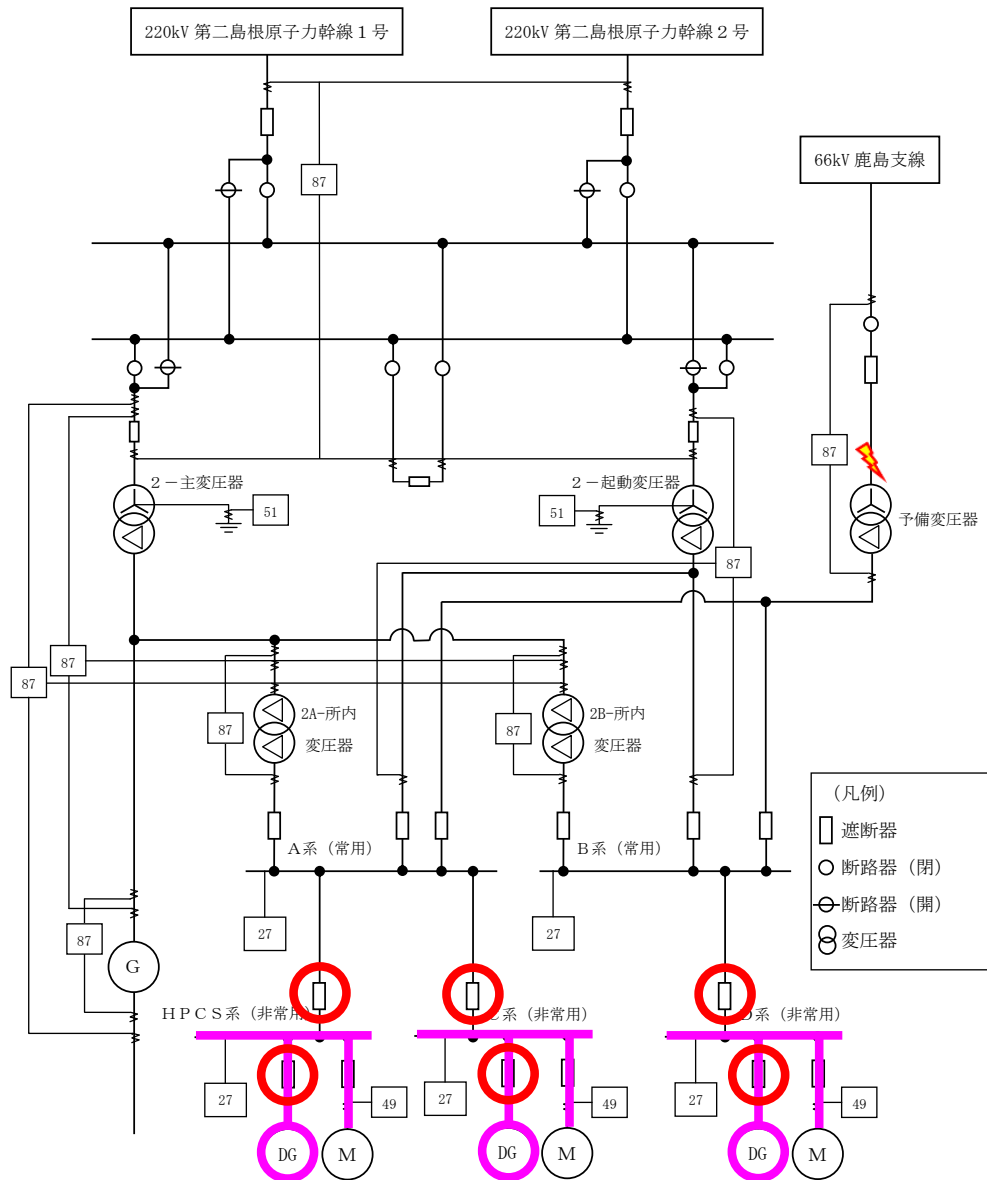 220kV 第二島根原子力幹線１号
220kV 第二島根原子力幹線２号
66kV 鹿島支線
87
87
２－主変圧器
51
２－起動変圧器
51
予備変圧器
87
87
87
87
2A-所内
変圧器
87
2B-所内
変圧器
（凡例）
遮断器
断路器（閉）
断路器（開）
変圧器
Ａ系（常用）
Ｂ系（常用）
27
27
87
G
ＨＰＣＳ系（非常用）
Ｃ系（非常用）
Ｄ系（非常用）
27
49
27
49
27
49
DG
M
DG
M
DG
M